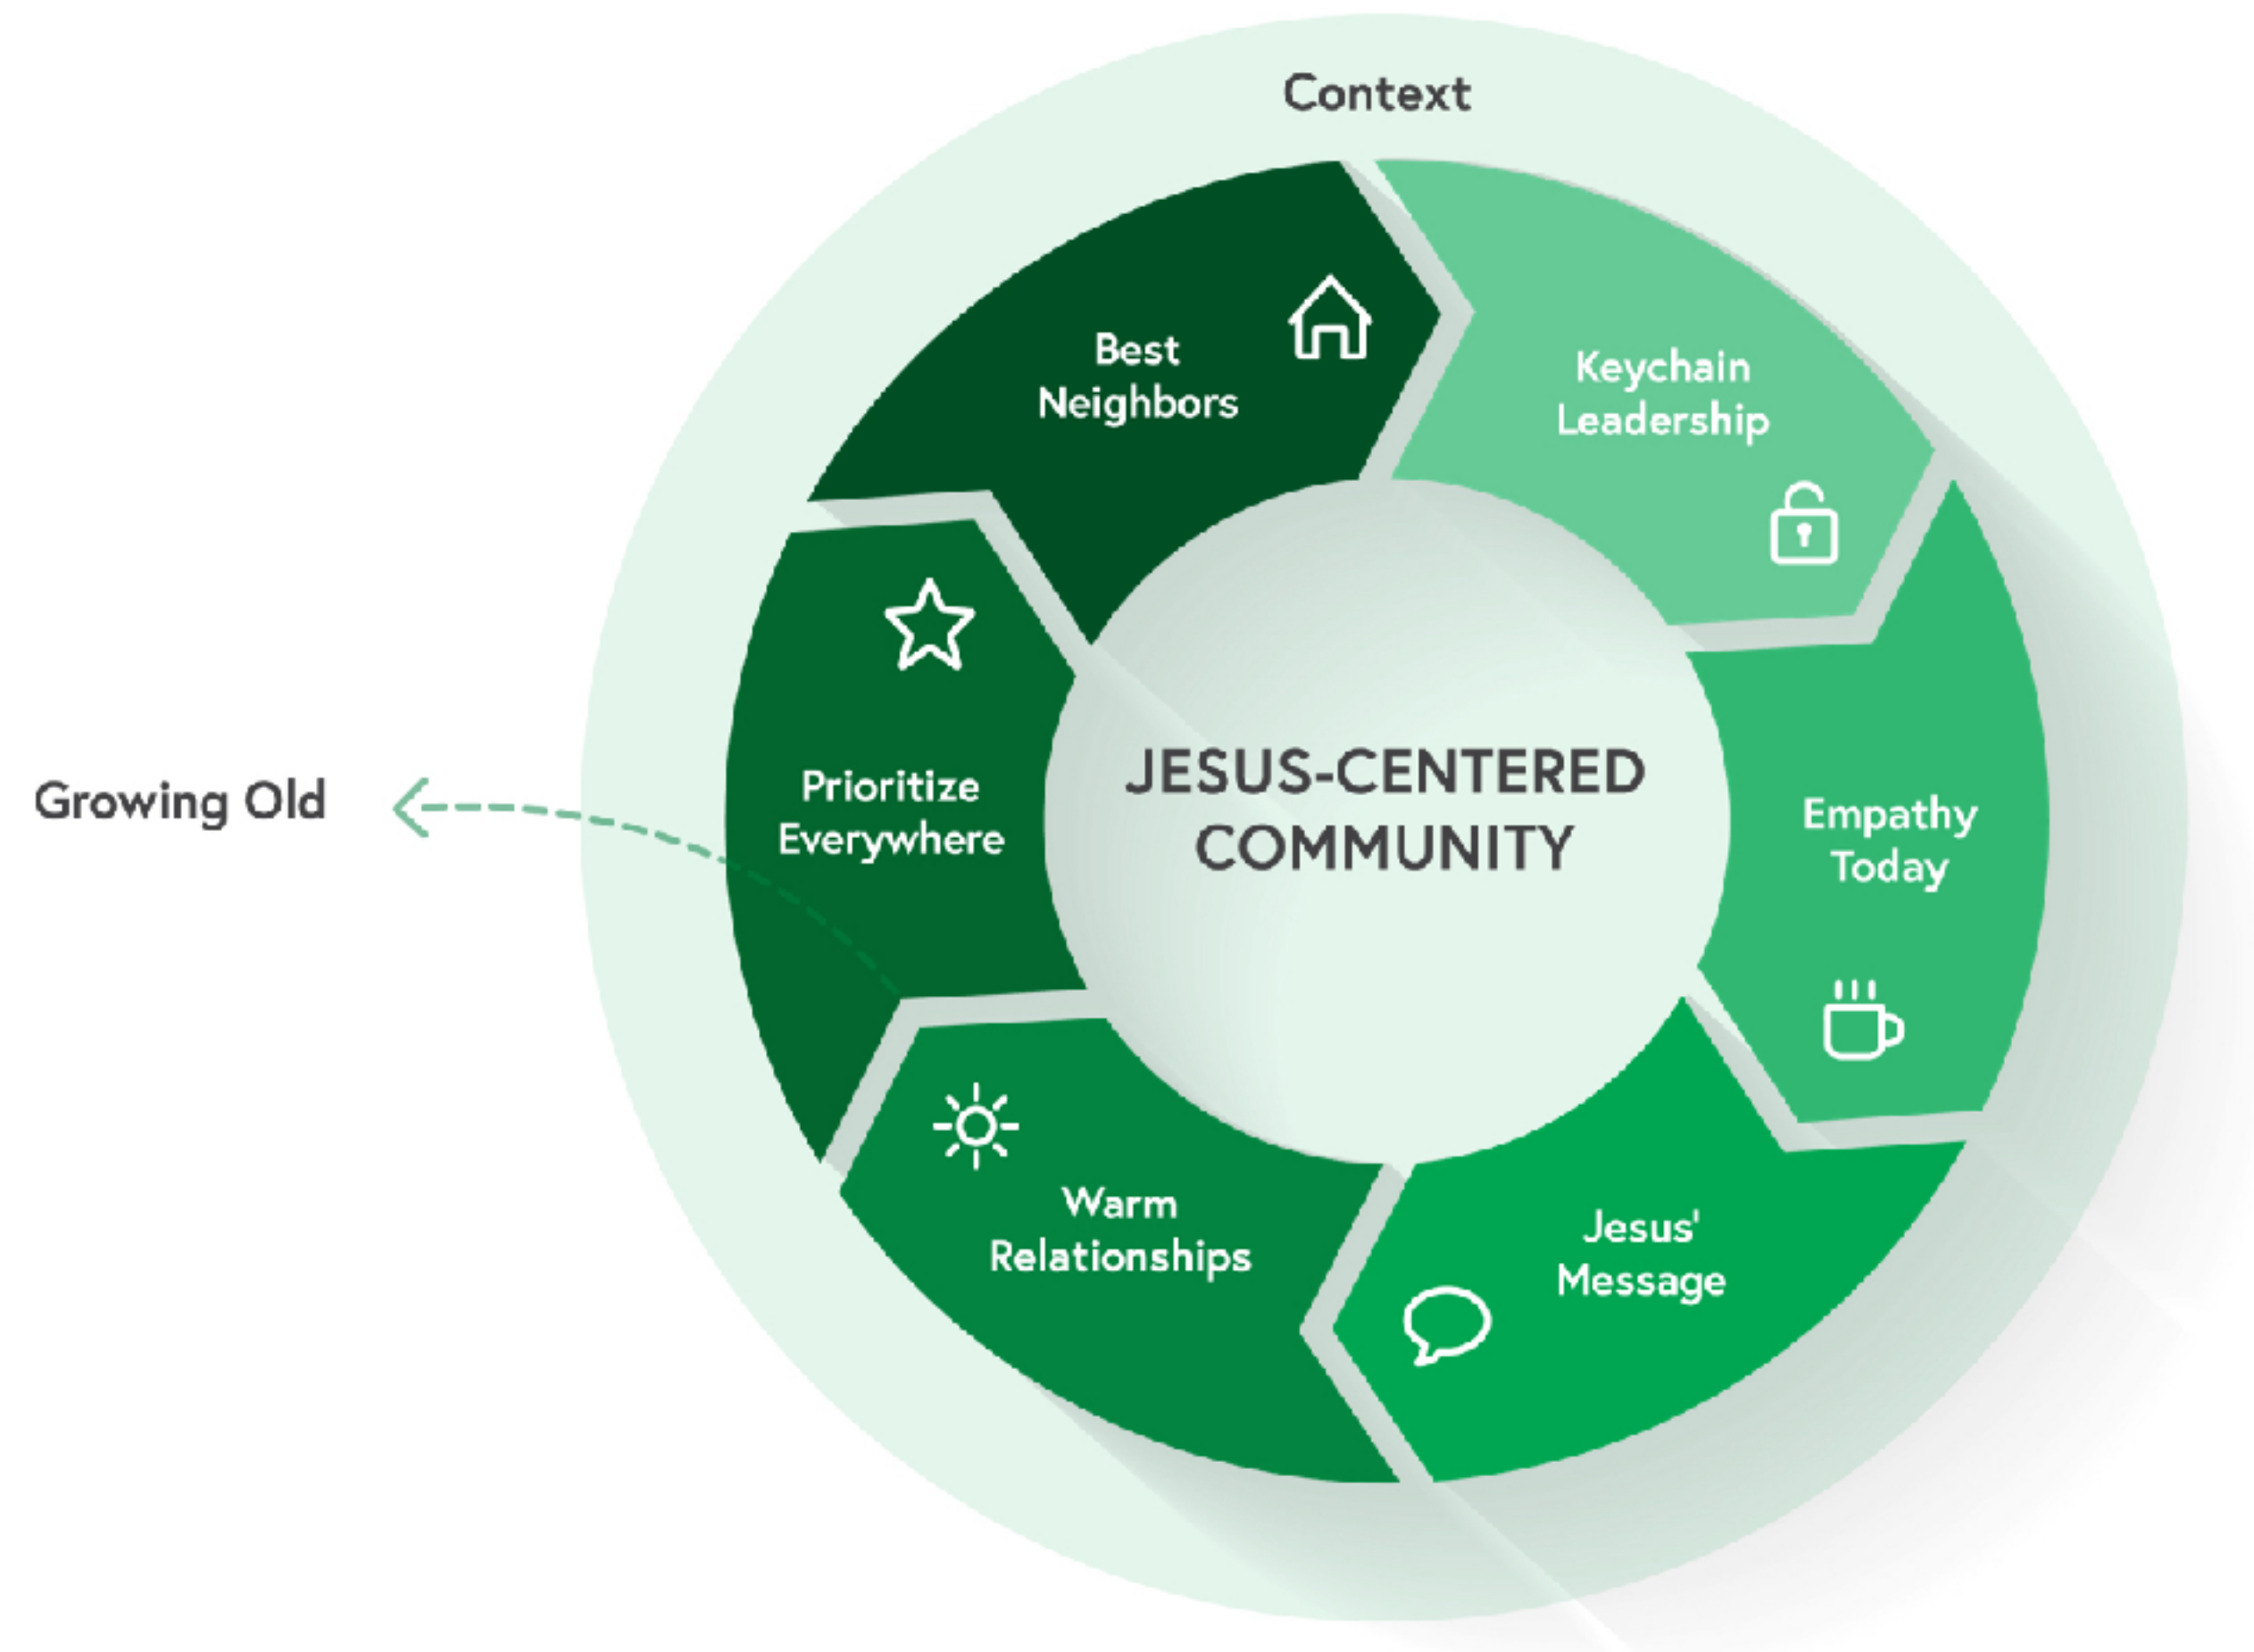 Context
Best
Neighbors
Keychain
Leadership
Prioritize
Everywhere
Growing Old
JESUS-CENTERED
COMMUNITY
Empathy
Today
Warm
Relationships
Jesus'
Message